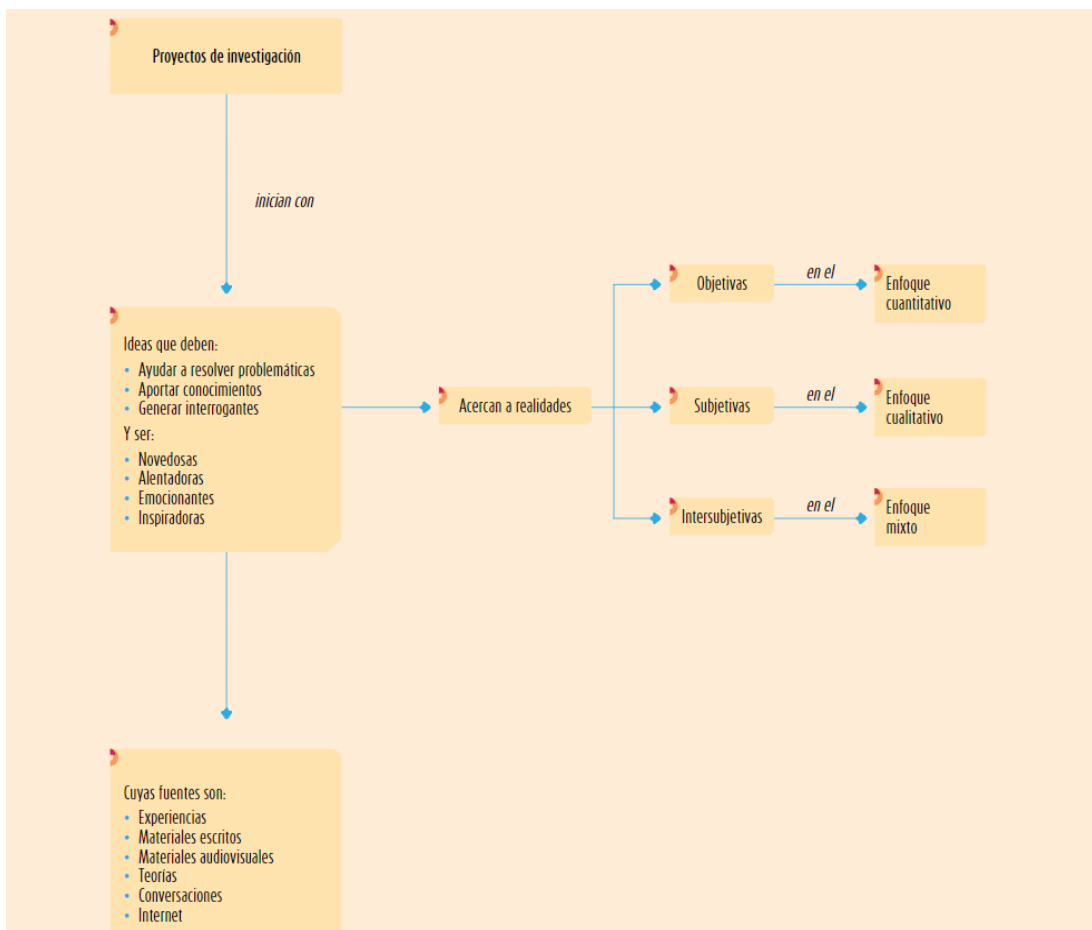 Proyectos de investigación
inician con
Ideas que deben:
• Ayudar a resolver problemáticas
• Aportar conocimientos
• Generar interrogantes
Y ser:
• Novedosas
• Alentadoras
• Emocionantes
• Inspiradoras
Acercan a realidades
Objetivas
en el
Enfoque
cuantitativo
Subjetivas
en el
Enfoque
cualitativo
Intersubjetivas
en el
Enfoque
mixto
Cuyas fuentes son:
• Experiencias
• Materiales escritos
• Materiales audiovisuales
• Teorías
• Conversaciones
• Internet